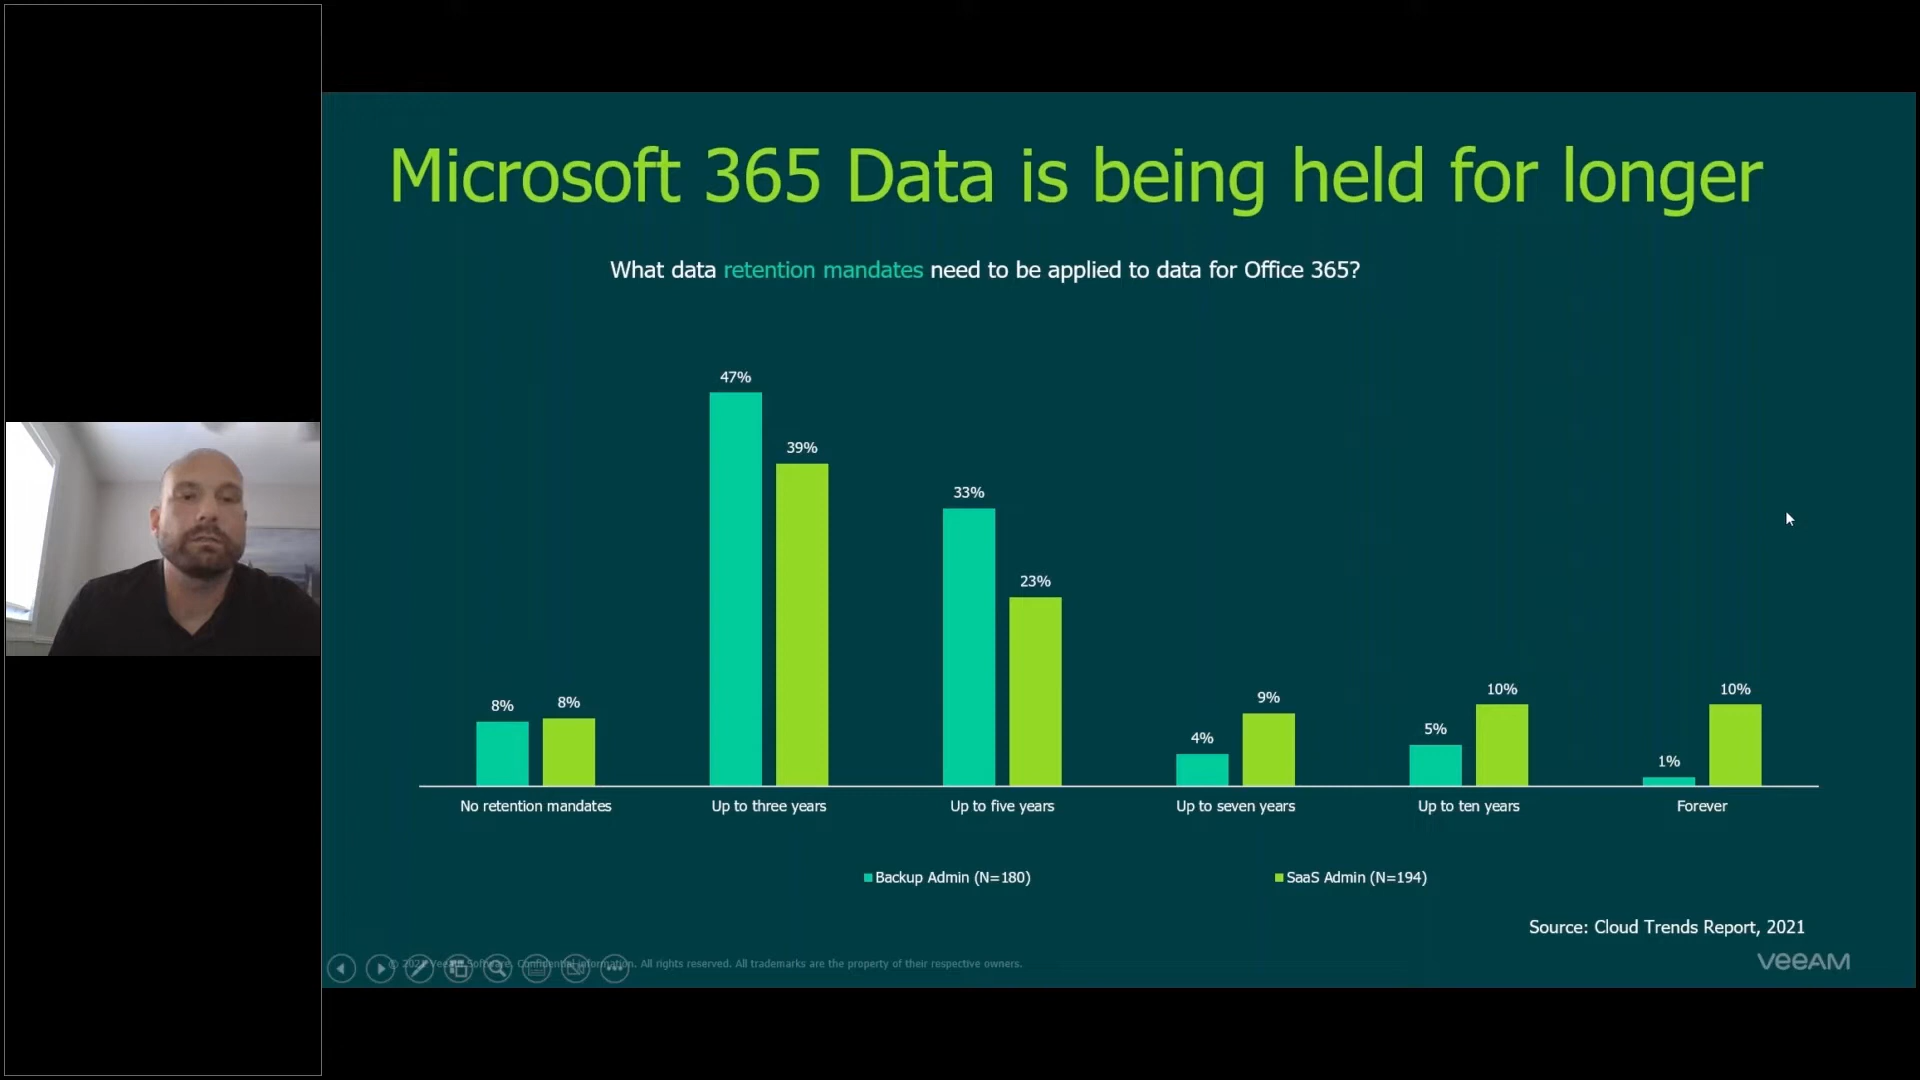 Microsoft 365 Data is being held for longer
What data retention mandates need to be applied to data for Office 365?
47%
39%
33%
23%
8% 8%
4% 9%
5% 10%
1% 10%
No retention mandates Up to three years Up to five years Up to seven years Up to ten years Forever
Backup Admin (N=180) SaaS Admin (N=194)
Source: Cloud Trends Report, 2021
Veeam Software. Confidential information. All rights reserved. All trademarks are the property of their respective owners.
veeAM